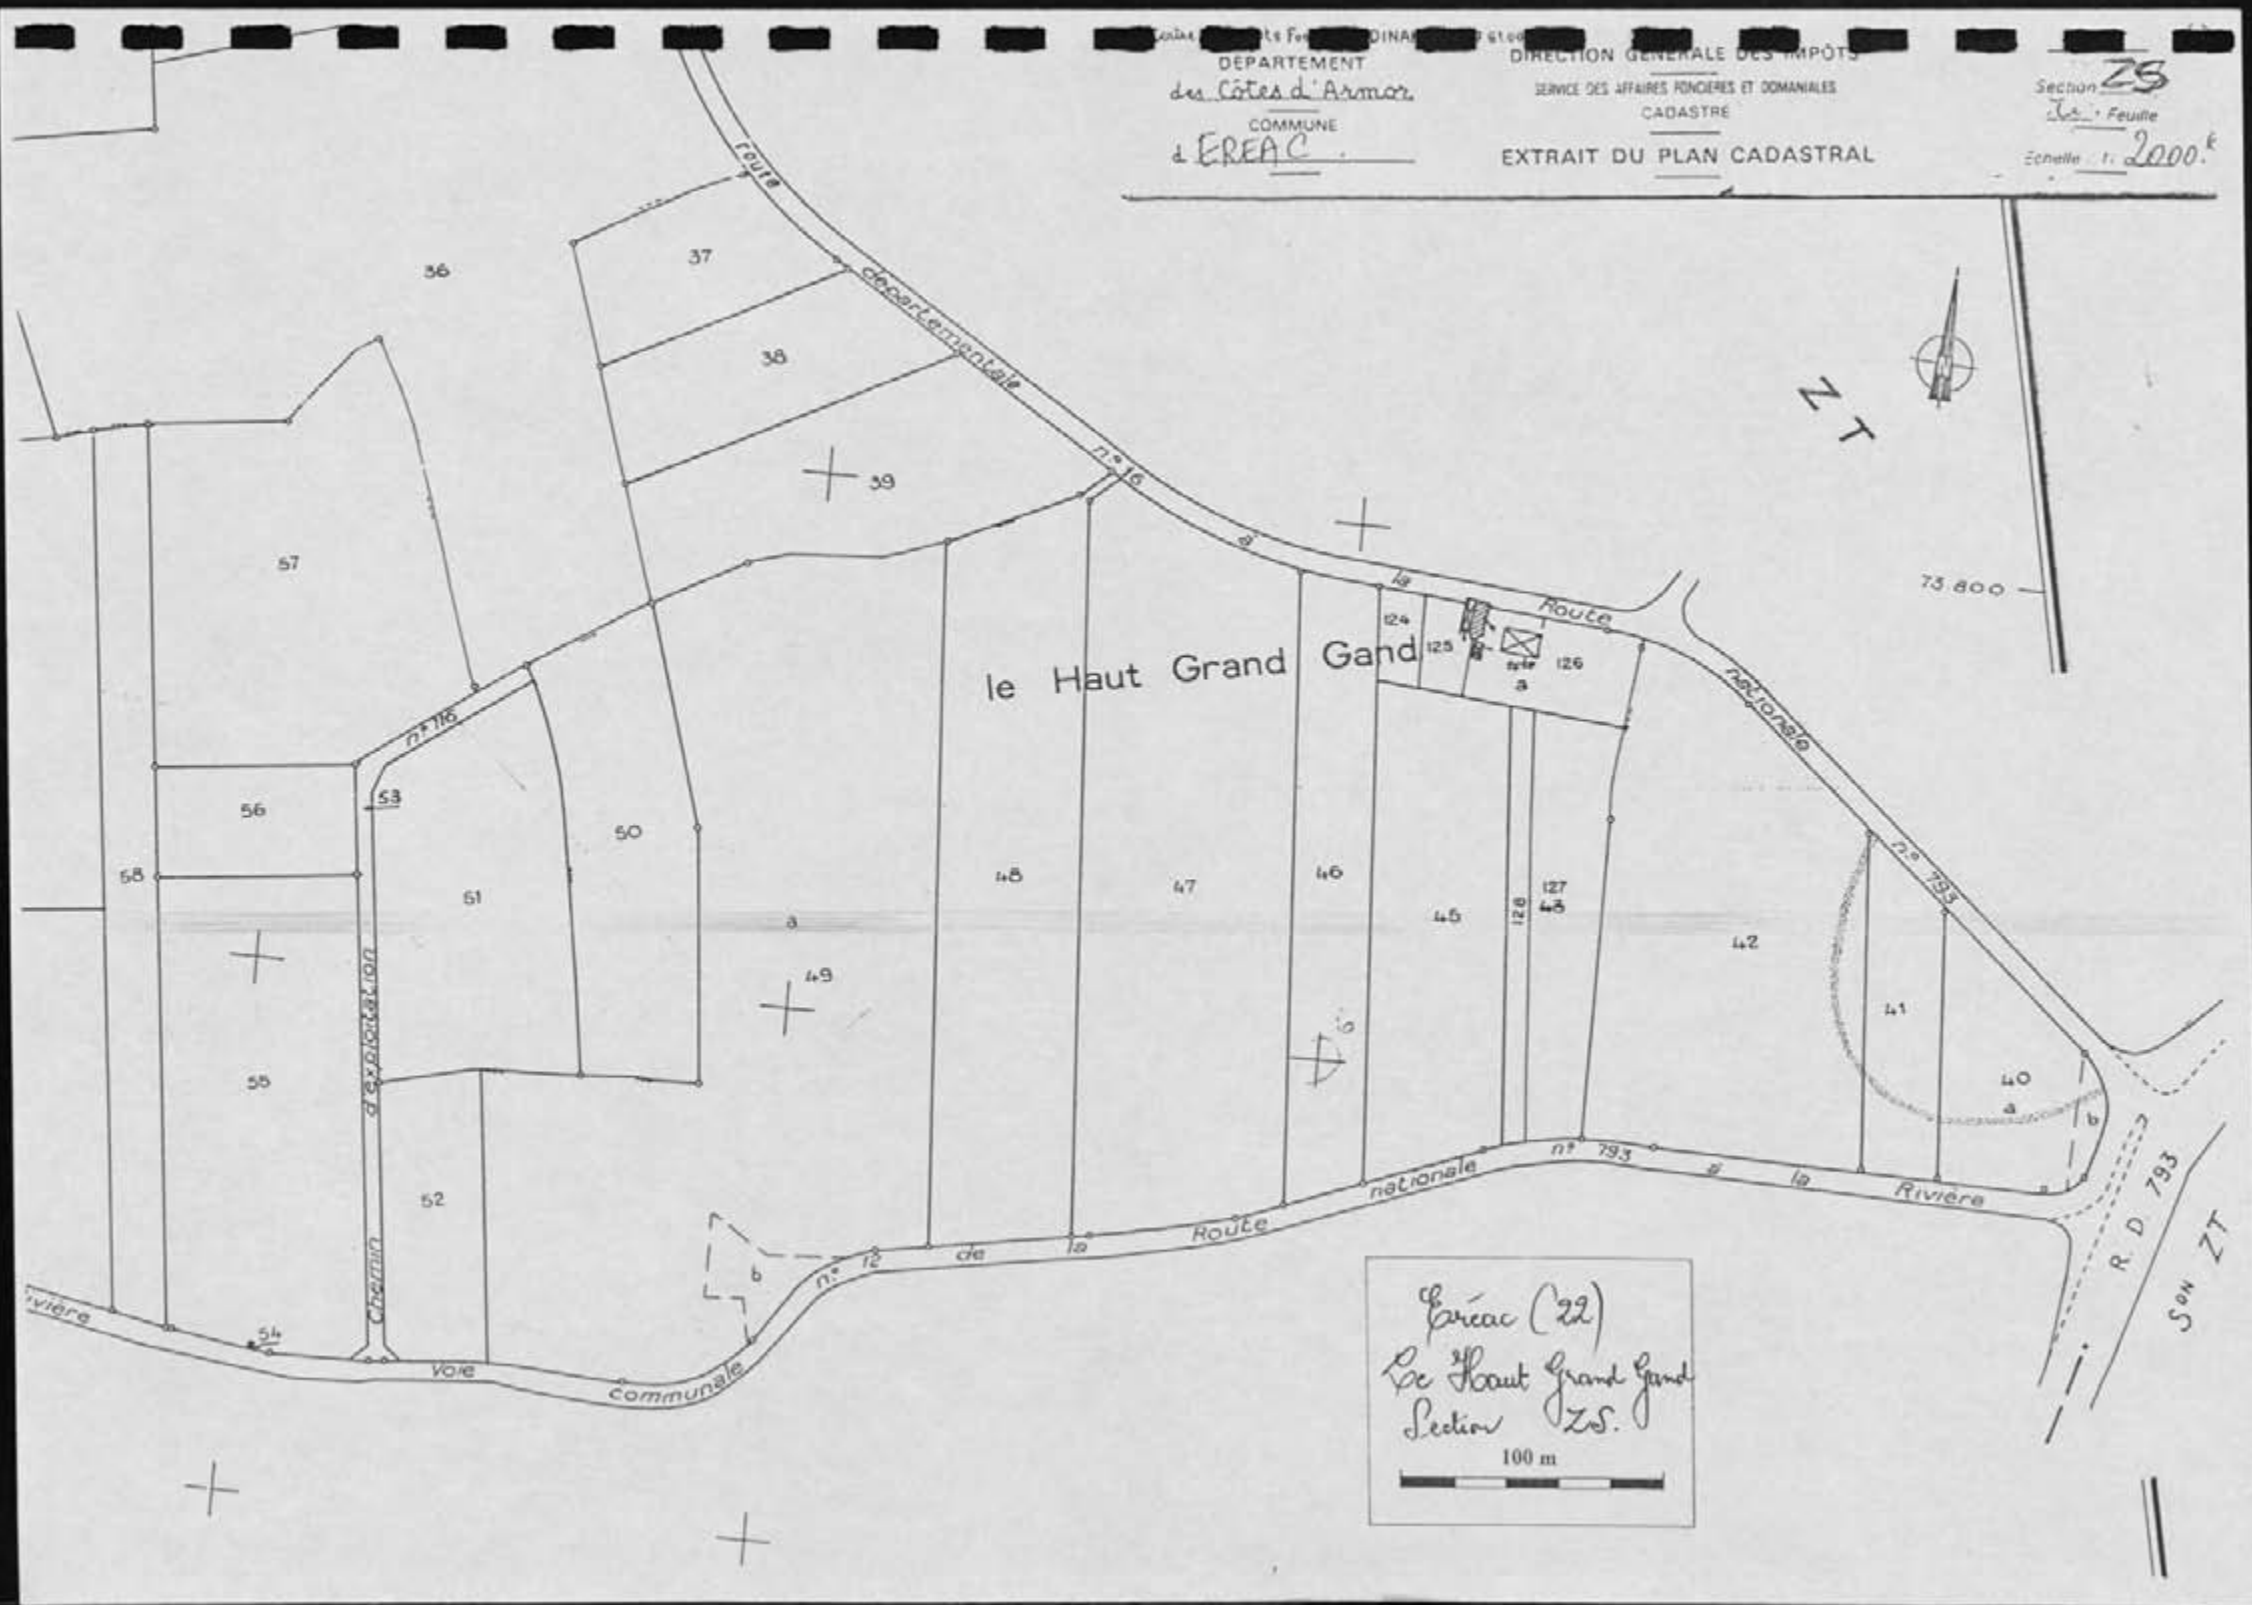 DÉPARTEMENT
des Côtes d'Armor
COMMUNE
d EREAC.
DIRECTION GÉNÉRALE DES IMPÔTS
SERVICE DES AFFAIRES FONCIÈRES ET DOMANIALES
CADASTRE
EXTRAIT DU PLAN CADASTRAL
Section ZS
Feuille
Echelle 1. 2000.e
route départementale n° 16 à la Route nationale n° 793
36
37
38
39
Z T
73.800
57
le Haut Grand Gand
124
125
126
a
n° 116
53
56
50
58
51
48
47
46
45
128
127
43
42
41
a
49
55
Chemin d'exploitation
40
a
b
52
b
54
ivière
Voie communale n° 12 de la Route nationale n° 793 à la Rivière
R. D. 793
SON ZT
Eréac (22)
Le Haut Grand Gand
Section ZS.
100 m